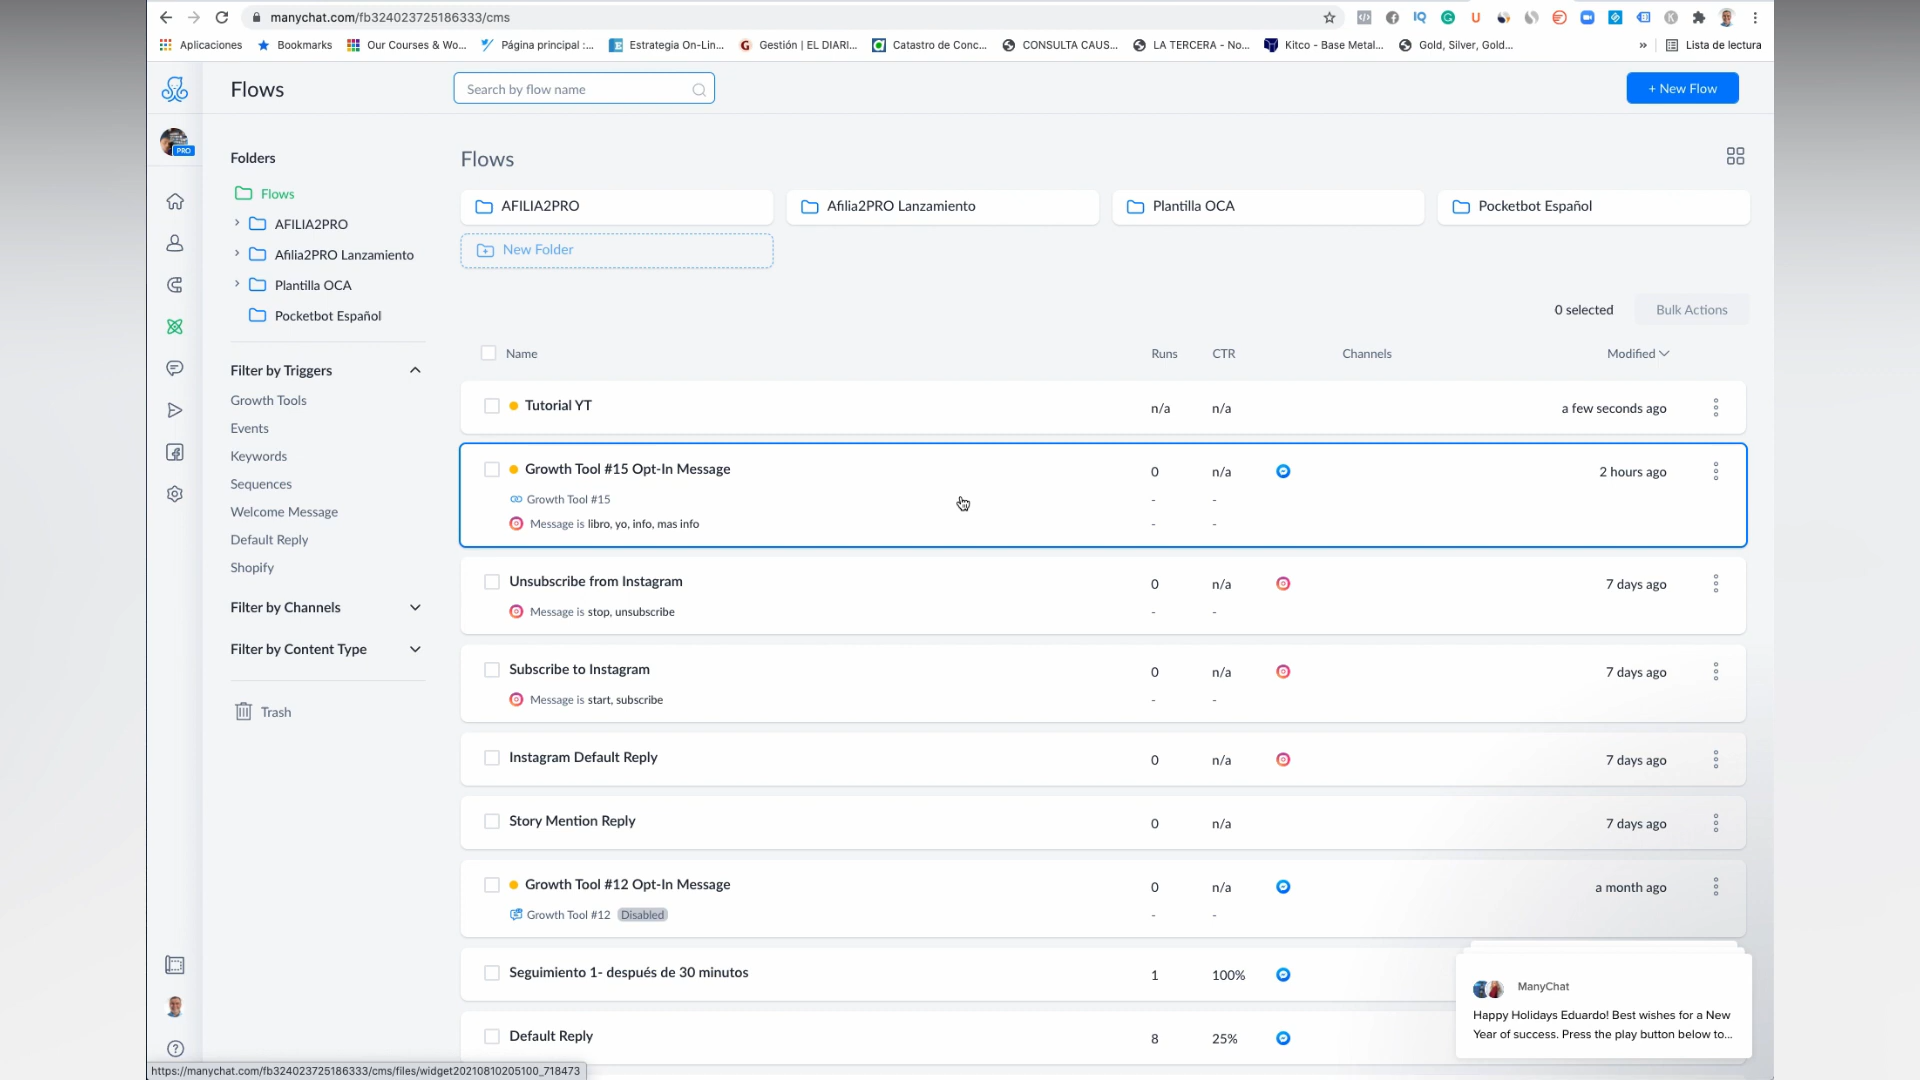 manychat.com/fb324023725186333/cms
Aplicaciones
Bookmarks
Our Courses & Wo...
Página principal :...
Estrategia On-Lin...
Gestión | EL DIARI...
Catastro de Conc...
CONSULTA CAUS...
LA TERCERA - No...
Kitco - Base Metal...
Gold, Silver, Gold...
»
Lista de lectura
Flows
Search by flow name
+ New Flow
PRO
Folders
Flows
AFILIA2PRO
Afilia2PRO Lanzamiento
Plantilla OCA
Pocketbot Español
Filter by Triggers
Growth Tools
Events
Keywords
Sequences
Welcome Message
Default Reply
Shopify
Filter by Channels
Filter by Content Type
Trash
Flows
AFILIA2PRO
Afilia2PRO Lanzamiento
Plantilla OCA
Pocketbot Español
New Folder
0 selected
Bulk Actions
Name Runs CTR Channels Modified
Tutorial YT n/a n/a a few seconds ago
Growth Tool #15 Opt-In Message 0 n/a 2 hours ago
Growth Tool #15 - -
Message is libro, yo, info, mas info - -
Unsubscribe from Instagram 0 n/a 7 days ago
Message is stop, unsubscribe - -
Subscribe to Instagram 0 n/a 7 days ago
Message is start, subscribe - -
Instagram Default Reply 0 n/a 7 days ago
Story Mention Reply 0 n/a 7 days ago
Growth Tool #12 Opt-In Message 0 n/a a month ago
Growth Tool #12 Disabled - -
Seguimiento 1- después de 30 minutos 1 100%
Default Reply 8 25%
ManyChat
Happy Holidays Eduardo! Best wishes for a New
Year of success. Press the play button below to...
https://manychat.com/fb324023725186333/cms/files/widget20210810205100_718473